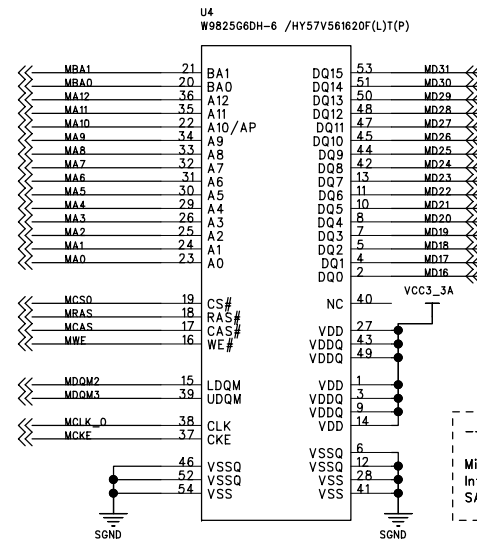 U4
W9825G6DH-6 /HY57V561620F(L)T(P)
MBA1 21 BA1 DQ15 53 MD31
MBA0 20 BA0 DQ14 51 MD30
MA12 36 A12 DQ13 50 MD29
MA11 35 A11 DQ12 48 MD28
MA10 22 A10/AP DQ11 47 MD27
MA9 34 A9 DQ10 45 MD26
MA8 33 A8 DQ9 44 MD25
MA7 32 A7 DQ8 42 MD24
MA6 31 A6 DQ7 13 MD23
MA5 30 A5 DQ6 11 MD22
MA4 29 A4 DQ5 10 MD21
MA3 26 A3 DQ4 8 MD20
MA2 25 A2 DQ3 7 MD19
MA1 24 A1 DQ2 5 MD18
MA0 23 A0 DQ1 4 MD17
DQ0 2 MD16
VCC3_3A
MCS0 19 CS# NC 40
MRAS 18 RAS#
MCAS 17 CAS# VDD 27
MWE 16 WE# VDDQ 43
VDDQ 49
MDQM2 15 LDQM VDD 1
MDQM3 39 UDQM VDDQ 3
VDDQ 9
MCLK_0 38 CLK VDD 14
MCKE 37 CKE
VSSQ 6
46 VSSQ VSSQ 12
52 VSSQ VSS 28
54 VSS VSS 41
SGND SGND
Mi
Int
SA